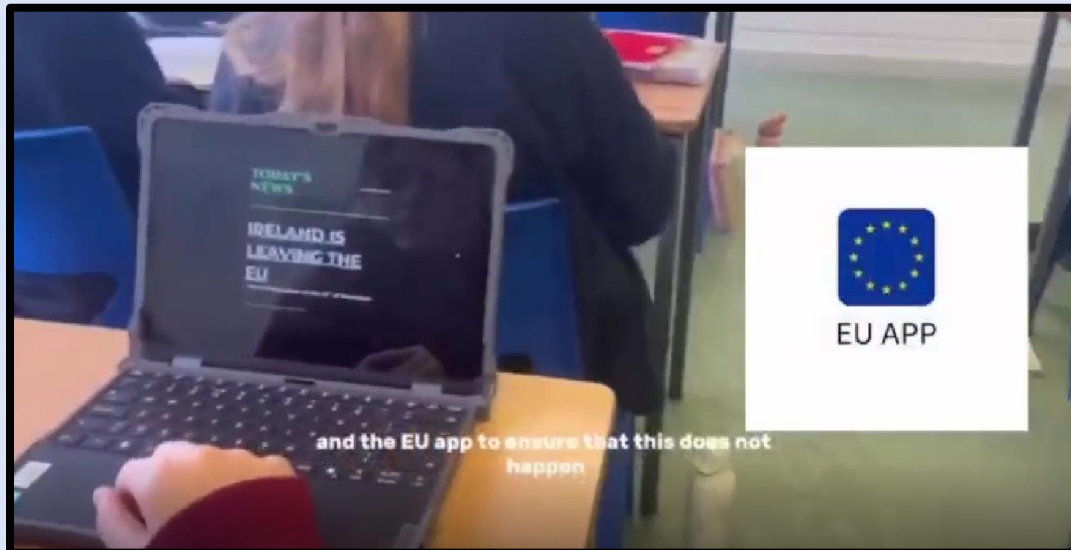 TODAY'S
NEWS
IRELAND IS
LEAVING THE
EU
EU APP
and the EU app to ensure that this does not
happen